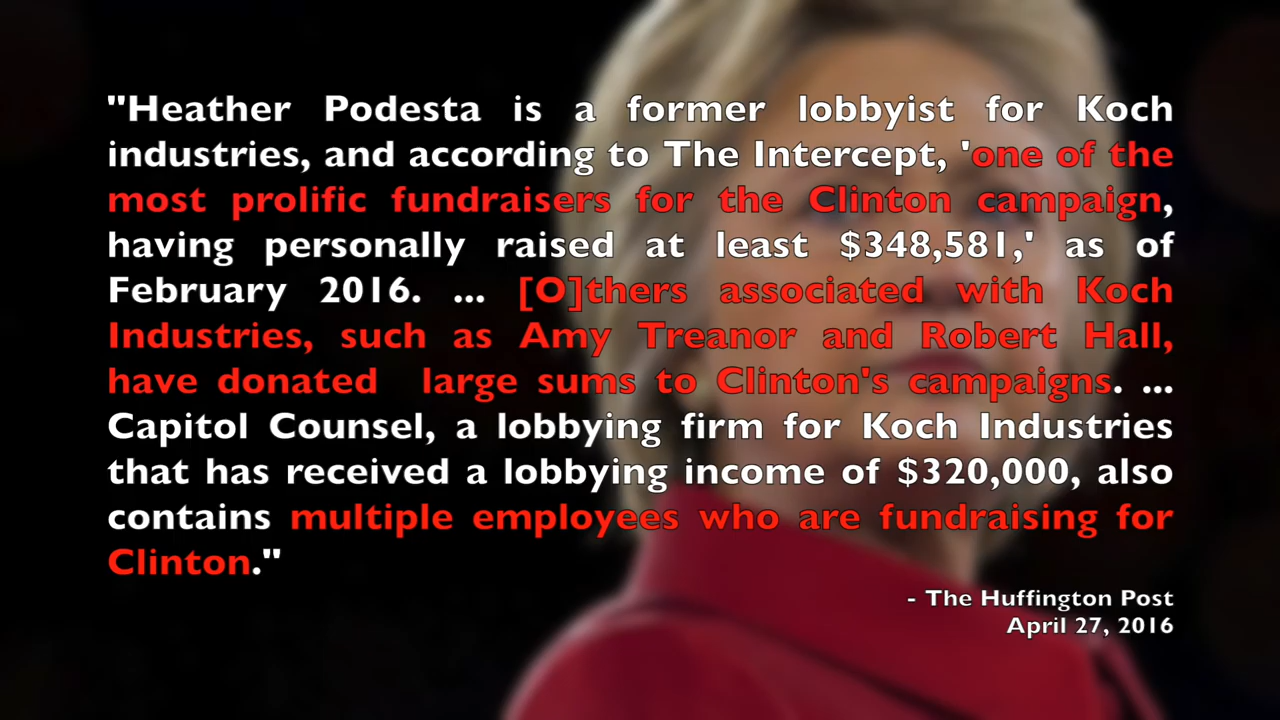 "Heather Podesta is a former lobbyist for Koch
industries, and according to The Intercept, 'one of the
most prolific fundraisers for the Clinton campaign,
having personally raised at least $348,581,' as of
February 2016. ... [O]thers associated with Koch
Industries, such as Amy Treanor and Robert Hall,
have donated large sums to Clinton's campaigns. ...
Capitol Counsel, a lobbying firm for Koch Industries
that has received a lobbying income of $320,000, also
contains multiple employees who are fundraising for
Clinton."
- The Huffington Post
April 27, 2016